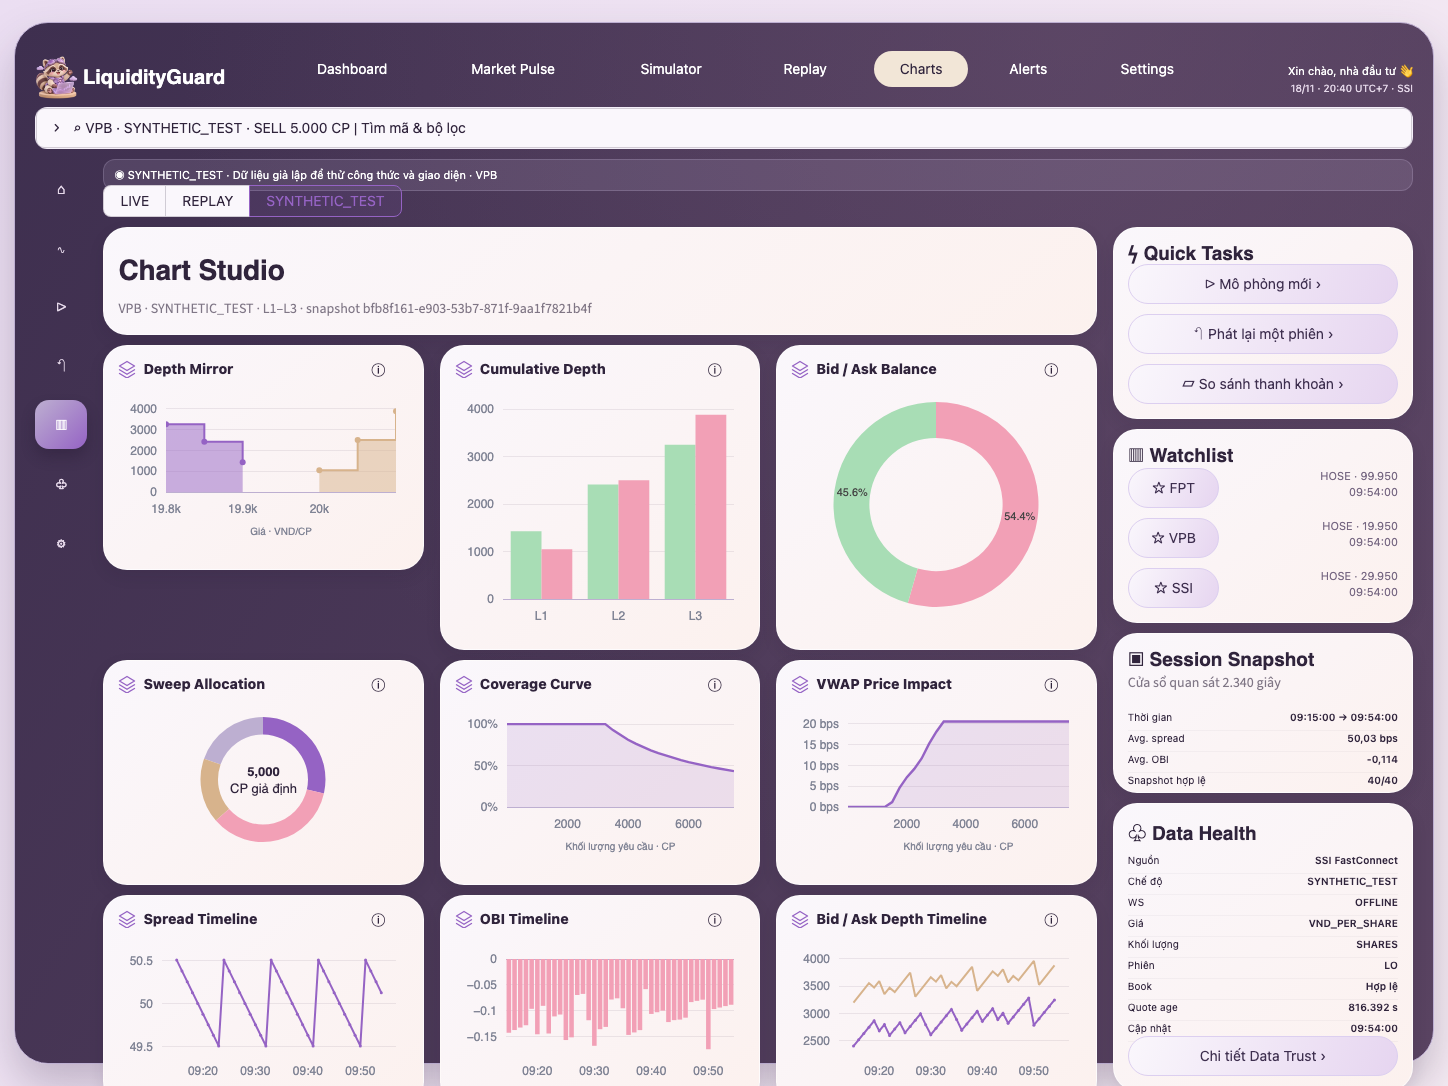 LiquidityGuard
Dashboard
Market Pulse
Simulator
Replay
Charts
Alerts
Settings
Xin chào, nhà đầu tư 👋
18/11 · 20:40 UTC+7 · SSI
› ⌕ VPB · SYNTHETIC_TEST · SELL 5.000 CP | Tìm mã & bộ lọc
◉ SYNTHETIC_TEST · Dữ liệu giả lập để thử công thức và giao diện · VPB
LIVE
REPLAY
SYNTHETIC_TEST
Chart Studio
VPB · SYNTHETIC_TEST · L1–L3 · snapshot bfb8f161-e903-53b7-871f-9aa1f7821b4f
Depth Mirror
4000
3000
2000
1000
0
19.8k 19.9k 20k
Giá · VND/CP
Cumulative Depth
4000
3000
2000
1000
0
L1 L2 L3
Bid / Ask Balance
45.6%
54.4%
Sweep Allocation
5,000
CP giả định
Coverage Curve
100%
50%
0%
2000 4000 6000
Khối lượng yêu cầu · CP
VWAP Price Impact
20 bps
15 bps
10 bps
5 bps
0 bps
2000 4000 6000
Khối lượng yêu cầu · CP
Spread Timeline
50.5
50
49.5
09:20 09:30 09:40 09:50
OBI Timeline
0
−0.05
−0.1
−0.15
09:20 09:30 09:40 09:50
Bid / Ask Depth Timeline
4000
3500
3000
2500
09:20 09:30 09:40 09:50
Quick Tasks
▷ Mô phỏng mới ›
Phát lại một phiên ›
▱ So sánh thanh khoản ›
▥ Watchlist
☆ FPT
HOSE · 99.950
09:54:00
☆ VPB
HOSE · 19.950
09:54:00
☆ SSI
HOSE · 29.950
09:54:00
▣ Session Snapshot
Cửa sổ quan sát 2.340 giây
Thời gian 09:15:00 → 09:54:00
Avg. spread 50,03 bps
Avg. OBI -0,114
Snapshot hợp lệ 40/40
♧ Data Health
Nguồn SSI FastConnect
Chế độ SYNTHETIC_TEST
WS OFFLINE
Giá VND_PER_SHARE
Khối lượng SHARES
Phiên LO
Book Hợp lệ
Quote age 816.392 s
Cập nhật 09:54:00
Chi tiết Data Trust ›